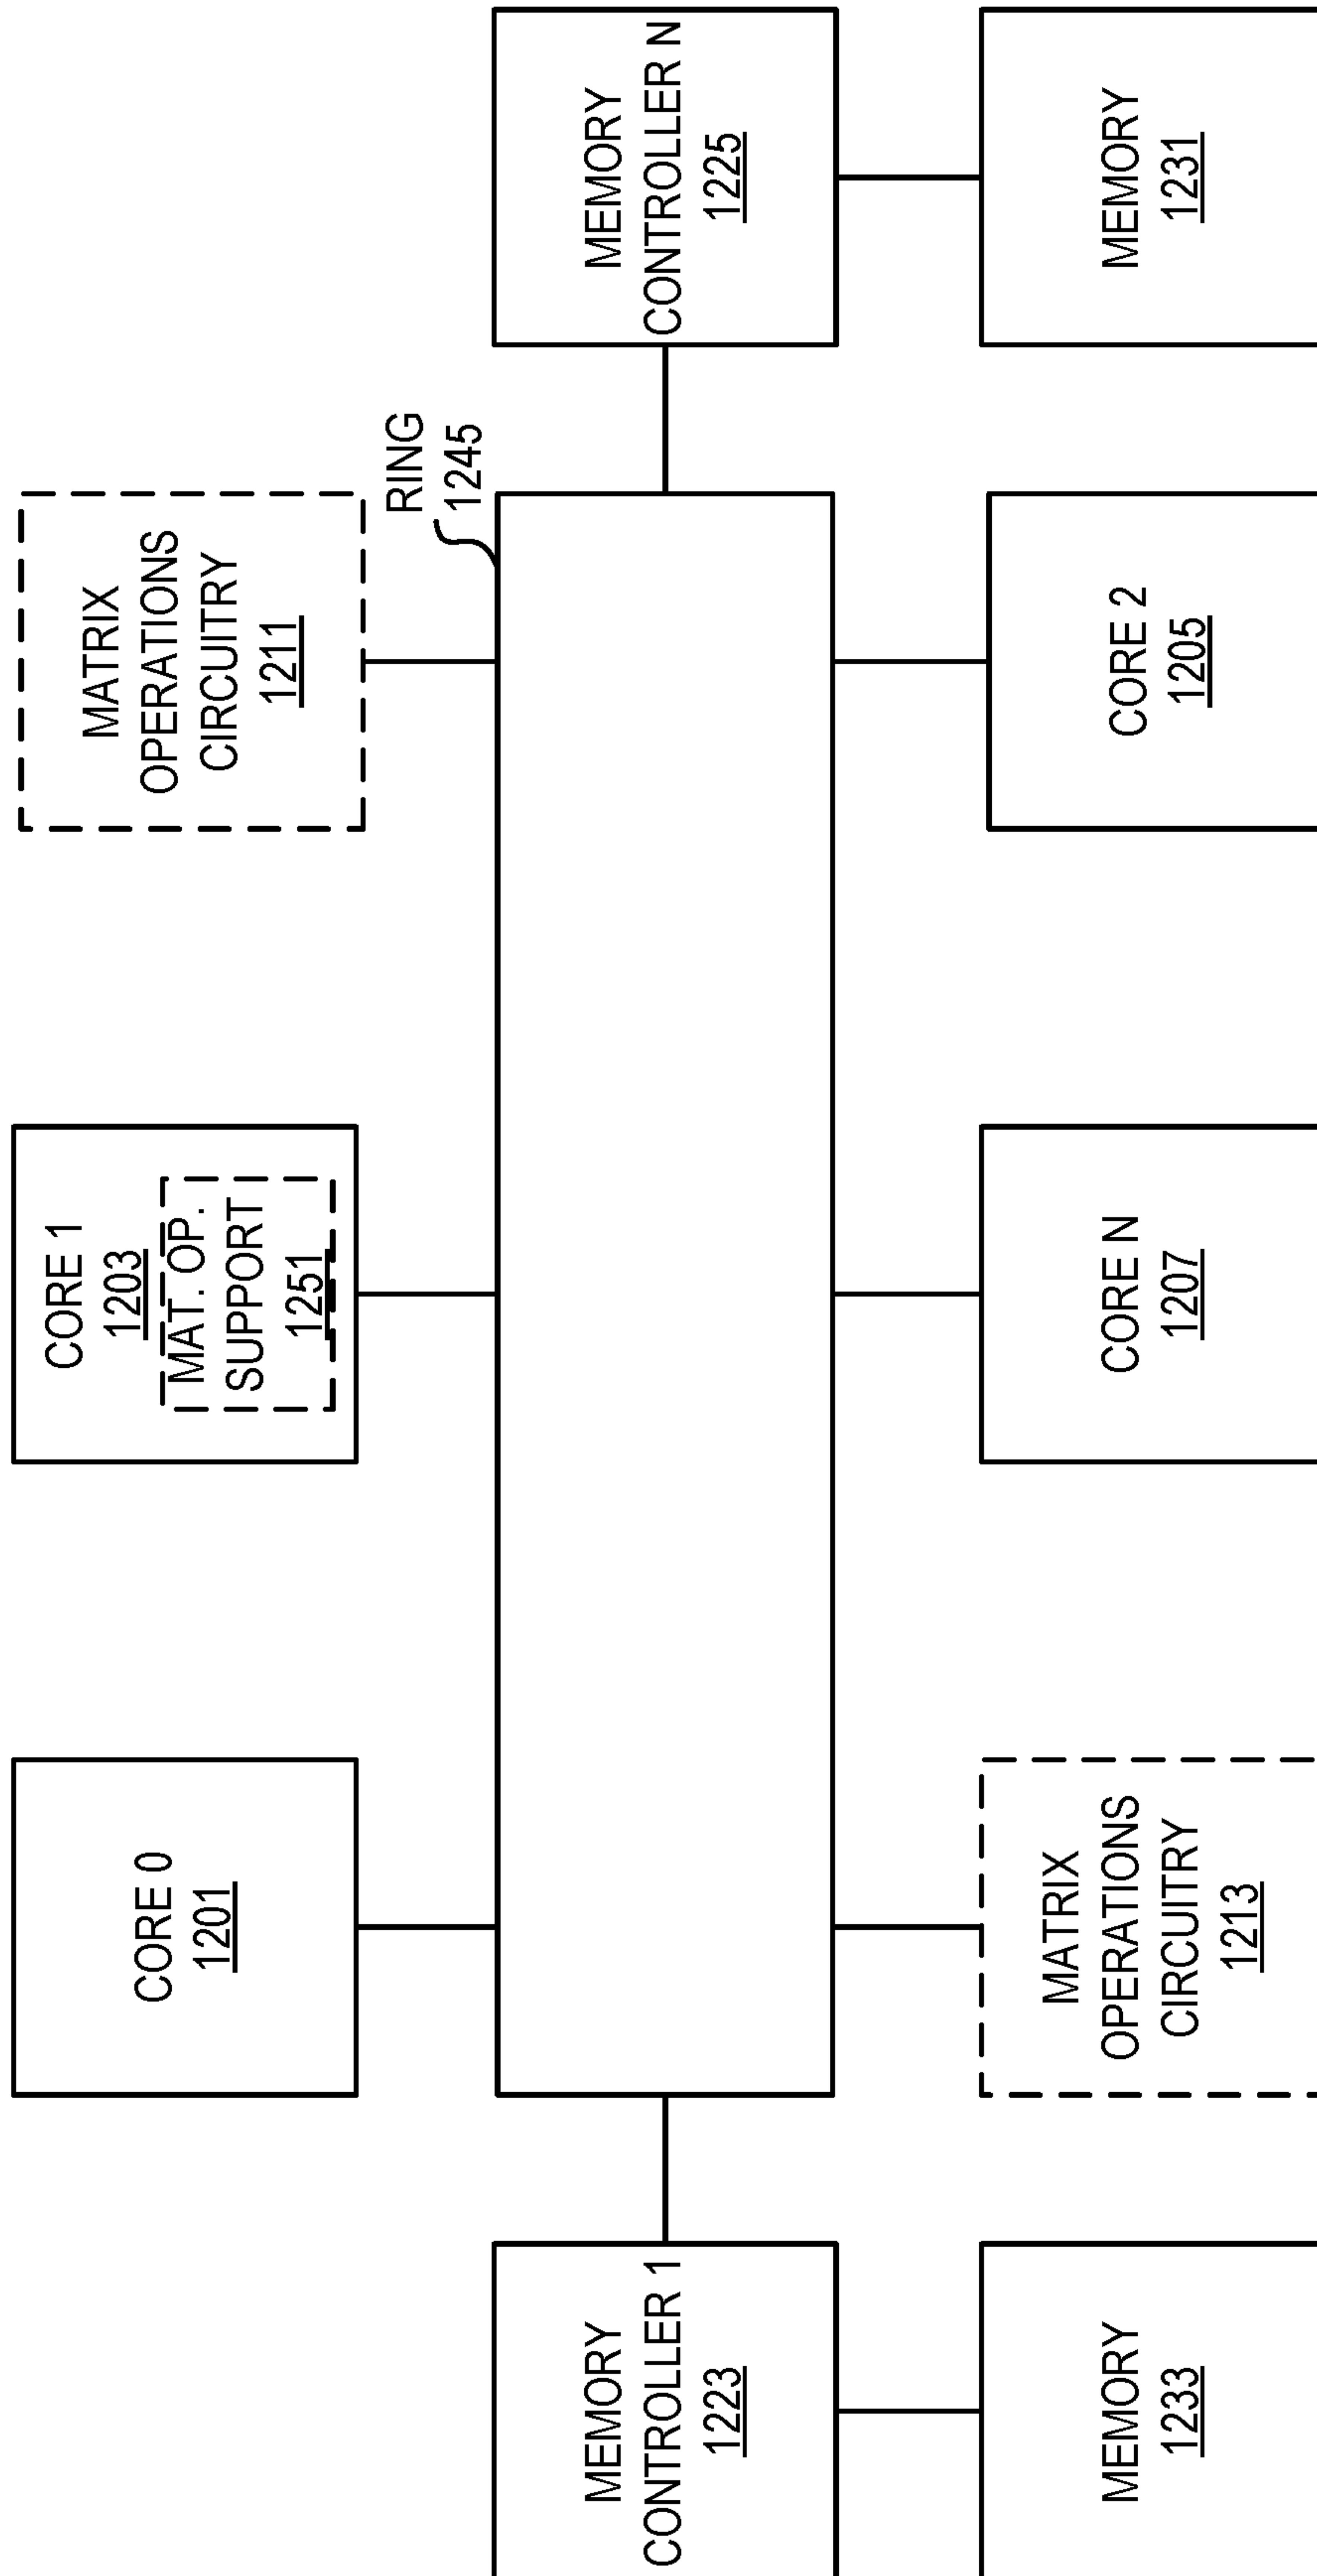 CORE 0
1201
CORE 1
1203
MAT. OP.
SUPPORT
1251
MATRIX
OPERATIONS
CIRCUITRY
1211
RING
1245
MEMORY
CONTROLLER 1
1223
MEMORY
CONTROLLER N
1225
MEMORY
1233
MATRIX
OPERATIONS
CIRCUITRY
1213
CORE N
1207
CORE 2
1205
MEMORY
1231